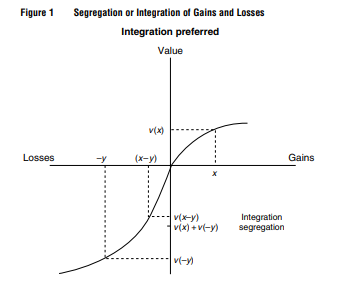 Figure 1 Segregation or Integration of Gains and Losses
Integration preferred
Value
v(x)
Losses
–y
(x–y)
Gains
x
v(x–y) Integration
v(x) + v(–y) segregation
v(–y)